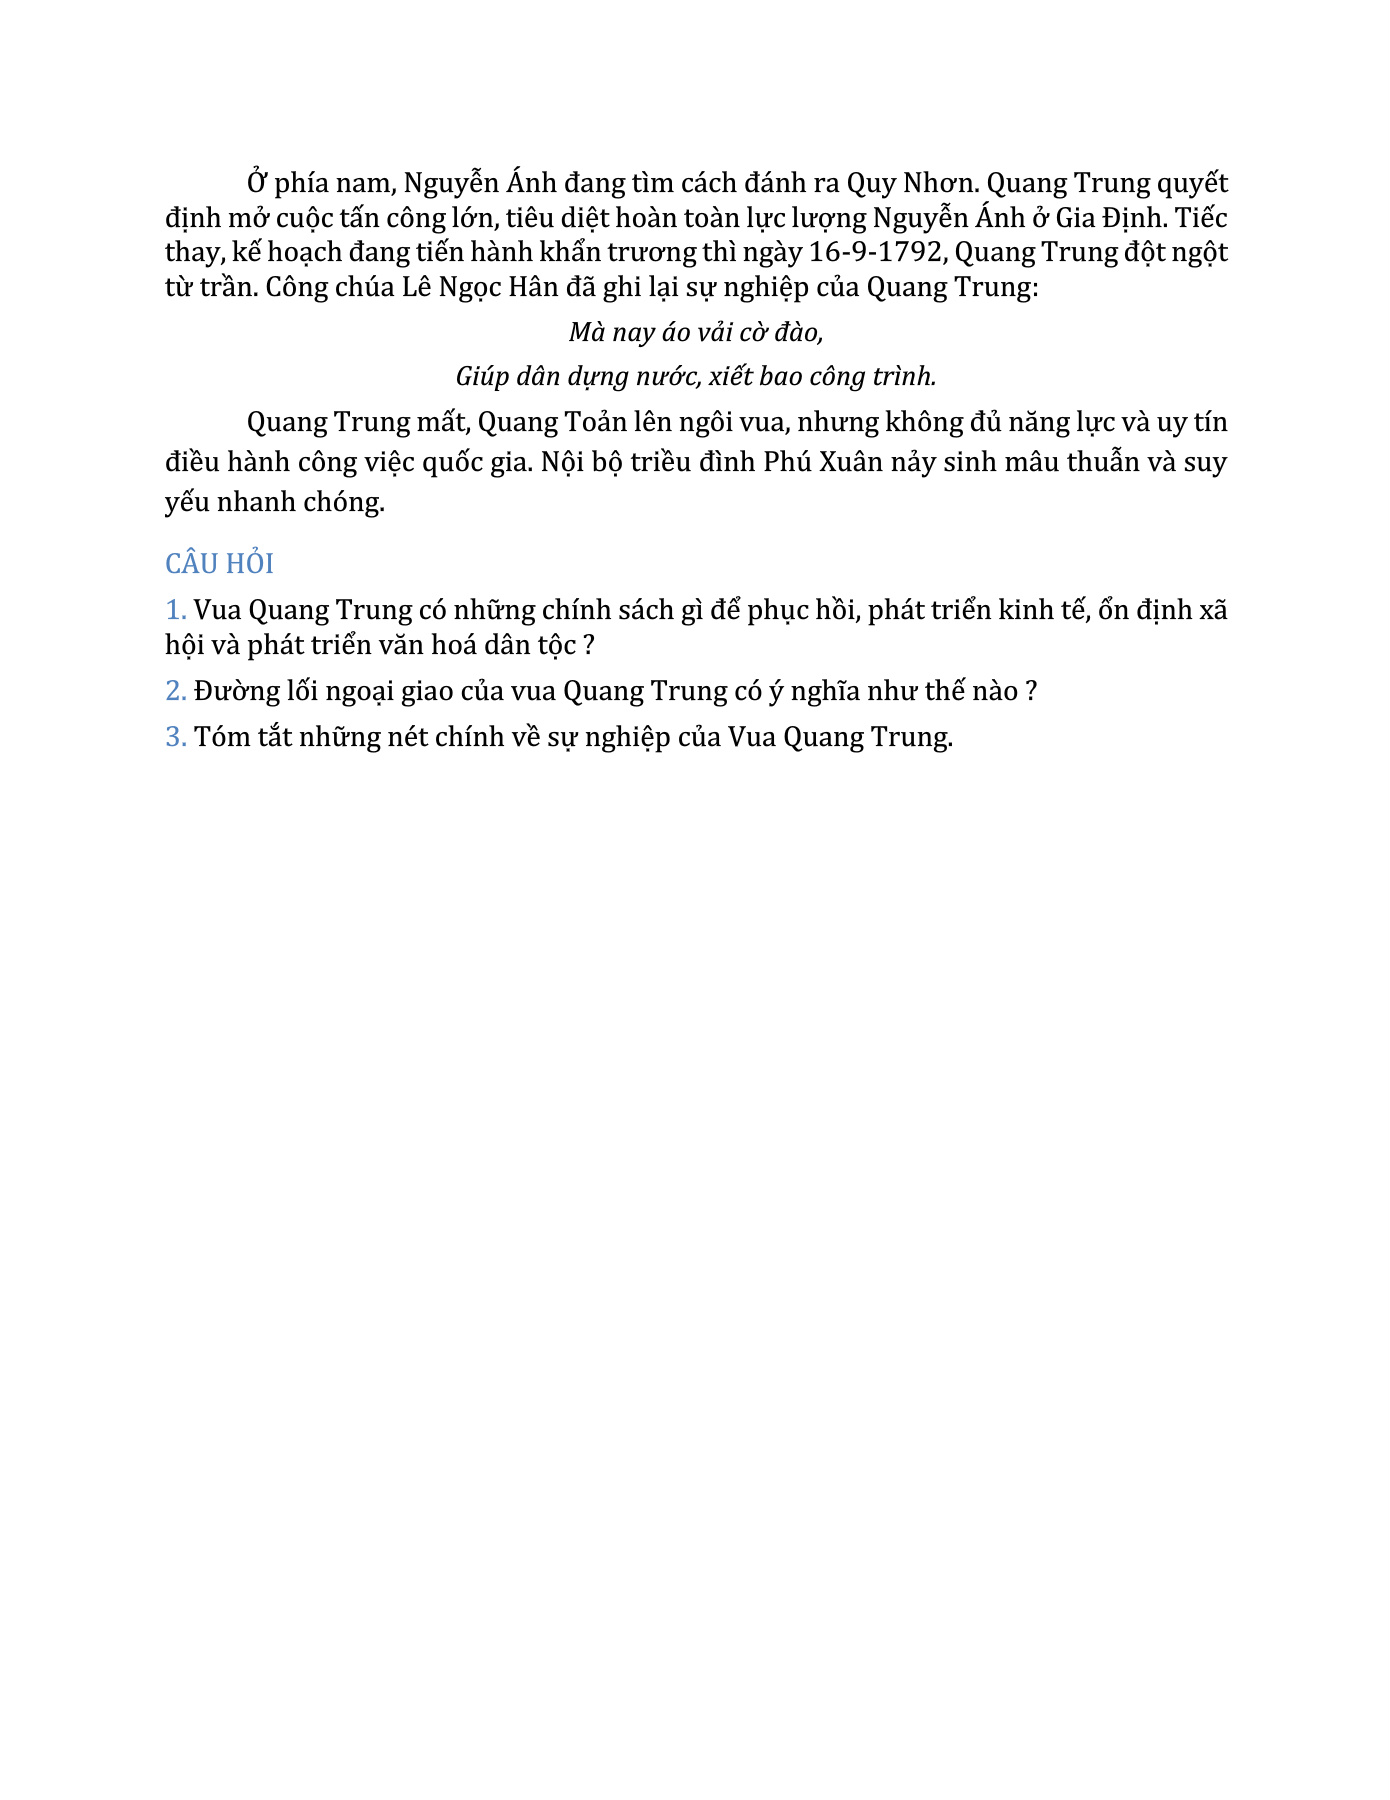 Ở phía nam, Nguyễn Ánh đang tìm cách đánh ra Quy Nhơn. Quang Trung quyết
định mở cuộc tấn công lớn, tiêu diệt hoàn toàn lực lượng Nguyễn Ánh ở Gia Định. Tiếc
thay, kế hoạch đang tiến hành khẩn trương thì ngày 16-9-1792, Quang Trung đột ngột
từ trần. Công chúa Lê Ngọc Hân đã ghi lại sự nghiệp của Quang Trung:
Mà nay áo vải cờ đào,
Giúp dân dựng nước, xiết bao công trình.
Quang Trung mất, Quang Toản lên ngôi vua, nhưng không đủ năng lực và uy tín
điều hành công việc quốc gia. Nội bộ triều đình Phú Xuân nảy sinh mâu thuẫn và suy
yếu nhanh chóng.
CÂU HỎI
1. Vua Quang Trung có những chính sách gì để phục hồi, phát triển kinh tế, ổn định xã
hội và phát triển văn hoá dân tộc ?
2. Đường lối ngoại giao của vua Quang Trung có ý nghĩa như thế nào ?
3. Tóm tắt những nét chính về sự nghiệp của Vua Quang Trung.